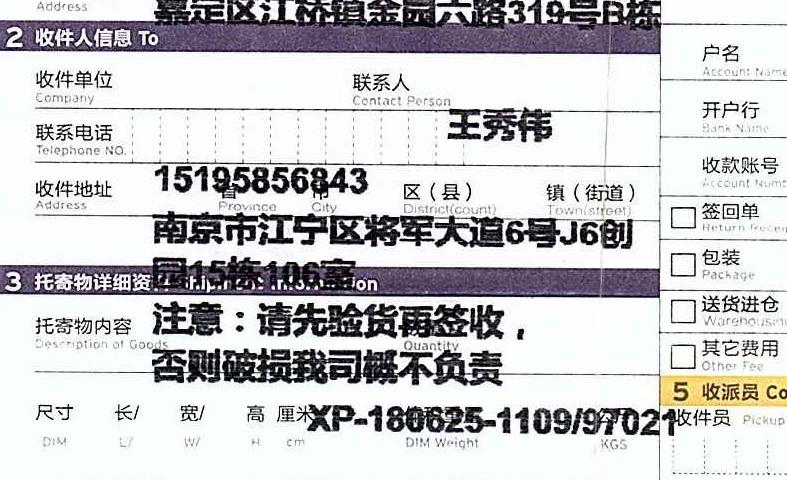 Address
嘉定区江桥镇金园六路319号B栋
2 收件人信息 To
收件单位
Company
联系人
Contact Person
王秀伟
联系电话
Telephone NO.
15195856843
收件地址
Address
省
Province
市
City
区（县）
District(count)
镇（街道）
Town(street)
南京市江宁区将军大道6号J6创
园15栋106室
3 托寄物详细资 Shipment Information
托寄物内容
Description of Goods
Quantity
注意：请先验货再签收，
否则破损我司概不负责
尺寸 长/ 宽/ 高 厘米
DIM L/ W/ H cm
DIM Weight
KGS
XP-180625-1109/97021
户名
Account Name
开户行
Bank Name
收款账号
Account Numb
签回单
Return Receip
包装
Package
送货进仓
Warehousin
其它费用
Other Fee
5 收派员 Co
收件员 Pickup